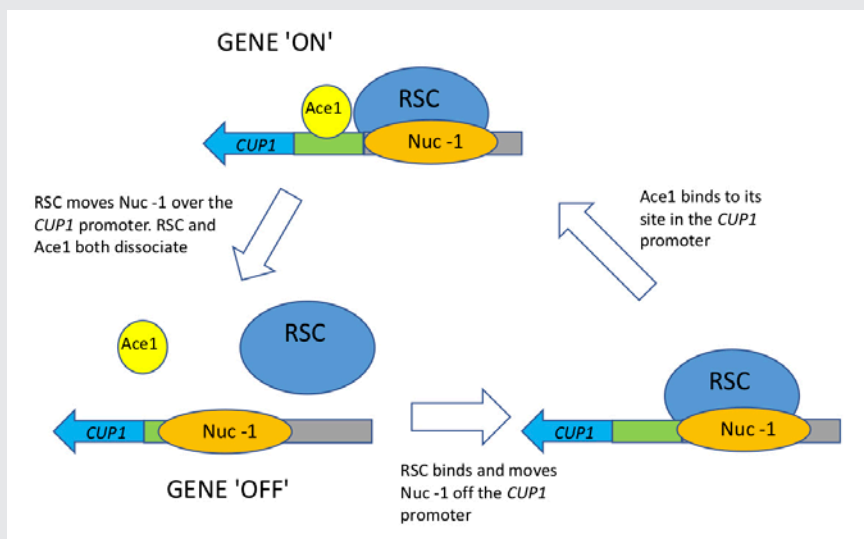 GENE 'ON'
Ace1
RSC
CUP1
Nuc -1
RSC moves Nuc -1 over the
CUP1 promoter. RSC and
Ace1 both dissociate
Ace1 binds to its
site in the CUP1
promoter
Ace1
RSC
CUP1
Nuc -1
GENE 'OFF'
RSC binds and moves
Nuc -1 off the CUP1
promoter
RSC
CUP1
Nuc -1